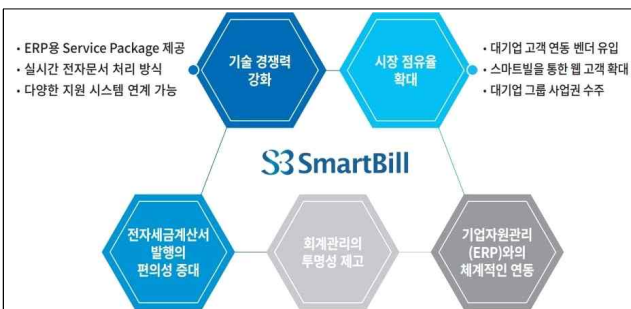 • ERP용 Service Package 제공
• 실시간 전자문서 처리 방식
• 다양한 지원 시스템 연계 가능
기술 경쟁력
강화
시장 점유율
확대
• 대기업 고객 연동 벤더 유입
• 스마트빌을 통한 웹 고객 확대
• 대기업 그룹 사업권 수주
SmartBill
전자세금계산서
발행의
편의성 증대
회계관리의
투명성 제고
기업자원관리
(ERP)와의
체계적인 연동